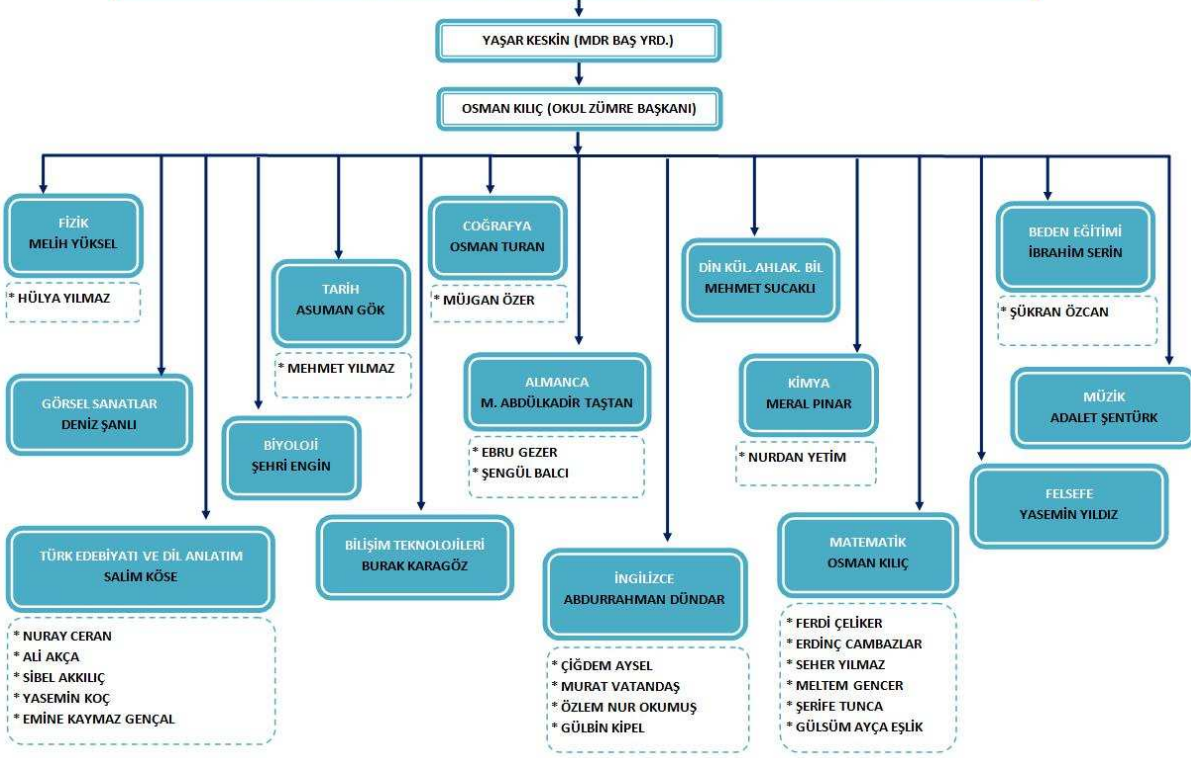 YAŞAR KESKİN (MDR BAŞ YRD.)
OSMAN KILIÇ (OKUL ZÜMRE BAŞKANI)
FİZİK
MELİH YÜKSEL
* HÜLYA YILMAZ
GÖRSEL SANATLAR
DENİZ ŞANLI
TÜRK EDEBİYATI VE DİL ANLATIM
SALİM KÖSE
* NURAY CERAN
* ALİ AKÇA
* SİBEL AKKILIÇ
* YASEMİN KOÇ
* EMİNE KAYMAZ GENÇAL
BİYOLOJİ
ŞEHRİ ENGİN
TARİH
ASUMAN GÖK
* MEHMET YILMAZ
BİLİŞİM TEKNOLOJİLERİ
BURAK KARAGÖZ
COĞRAFYA
OSMAN TURAN
* MÜJGAN ÖZER
ALMANCA
M. ABDÜLKADİR TAŞTAN
* EBRU GEZER
* ŞENGÜL BALCI
İNGİLİZCE
ABDURRAHMAN DÜNDAR
* ÇİĞDEM AYSEL
* MURAT VATANDAŞ
* ÖZLEM NUR OKUMUŞ
* GÜLBİN KİPEL
DİN KÜL. AHLAK. BİL
MEHMET SUCAKLI
KİMYA
MERAL PINAR
* NURDAN YETİM
MATEMATİK
OSMAN KILIÇ
* FERDİ ÇELİKER
* ERDİNÇ CAMBAZLAR
* SEHER YILMAZ
* MELTEM GENCER
* ŞERİFE TUNCA
* GÜLSÜM AYÇA EŞLİK
FELSEFE
YASEMİN YILDIZ
BEDEN EĞİTİMİ
İBRAHİM SERİN
* ŞÜKRAN ÖZCAN
MÜZİK
ADALET ŞENTÜRK